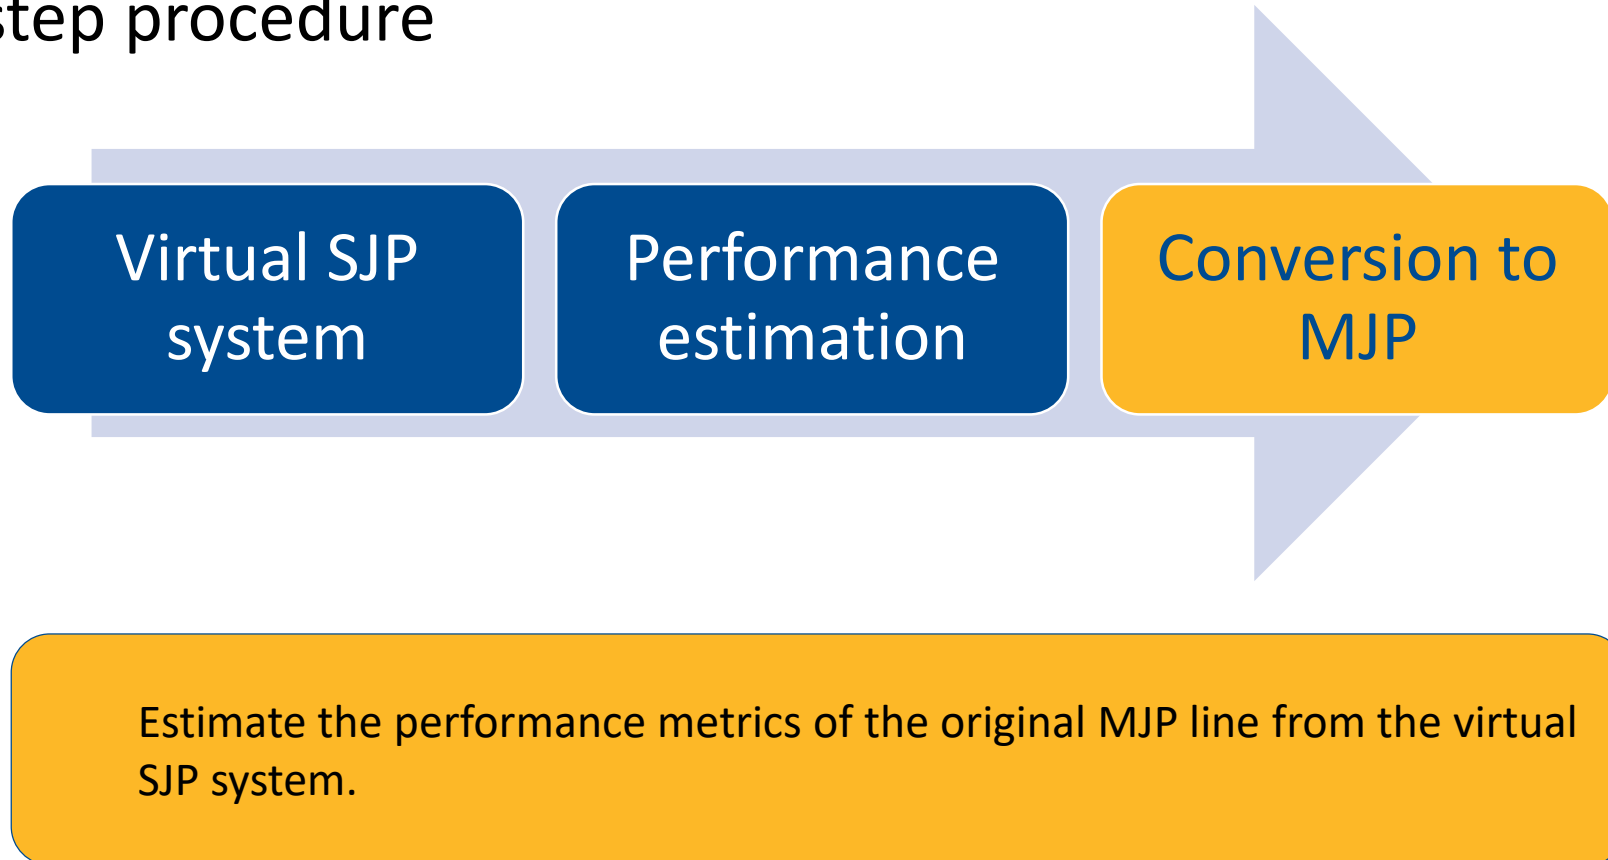 step procedure
Virtual SJP
system
Performance
estimation
Conversion to
MJP
Estimate the performance metrics of the original MJP line from the virtual
SJP system.